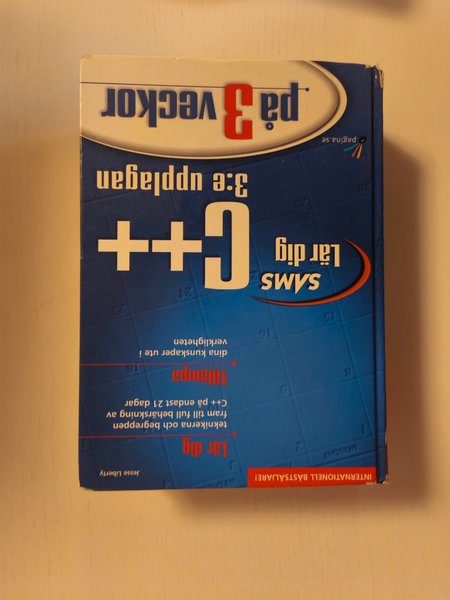 INTERNATIONELL BÄSTSÄLJARE!
Jesse Liberty
Lär dig
teknikerna och begreppen
fram till full behärskning av
C++ på endast 21 dagar
Tillämpa
dina kunskaper ute i
verkligheten
SAMS
Lär dig
C++
3:e upplagan
pagina.se
på 3 veckor